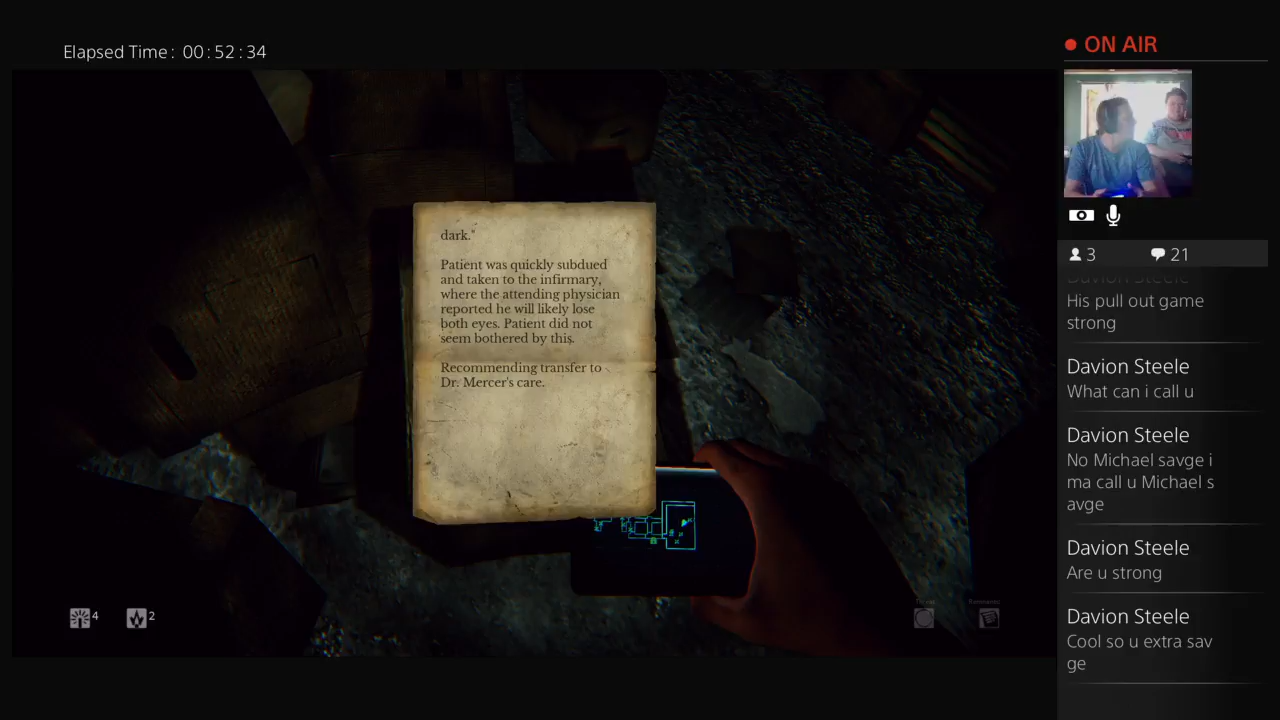 Elapsed Time: 00:52:34
ON AIR
3
21
Davion Steele
His pull out game
strong
Davion Steele
What can i call u
Davion Steele
No Michael savge i
ma call u Michael s
avge
Davion Steele
Are u strong
Davion Steele
Cool so u extra sav
ge
dark."
Patient was quickly subdued
and taken to the infirmary,
where the attending physician
reported he will likely lose
both eyes. Patient did not
seem bothered by this.
Recommending transfer to
Dr. Mercer's care.
4
2